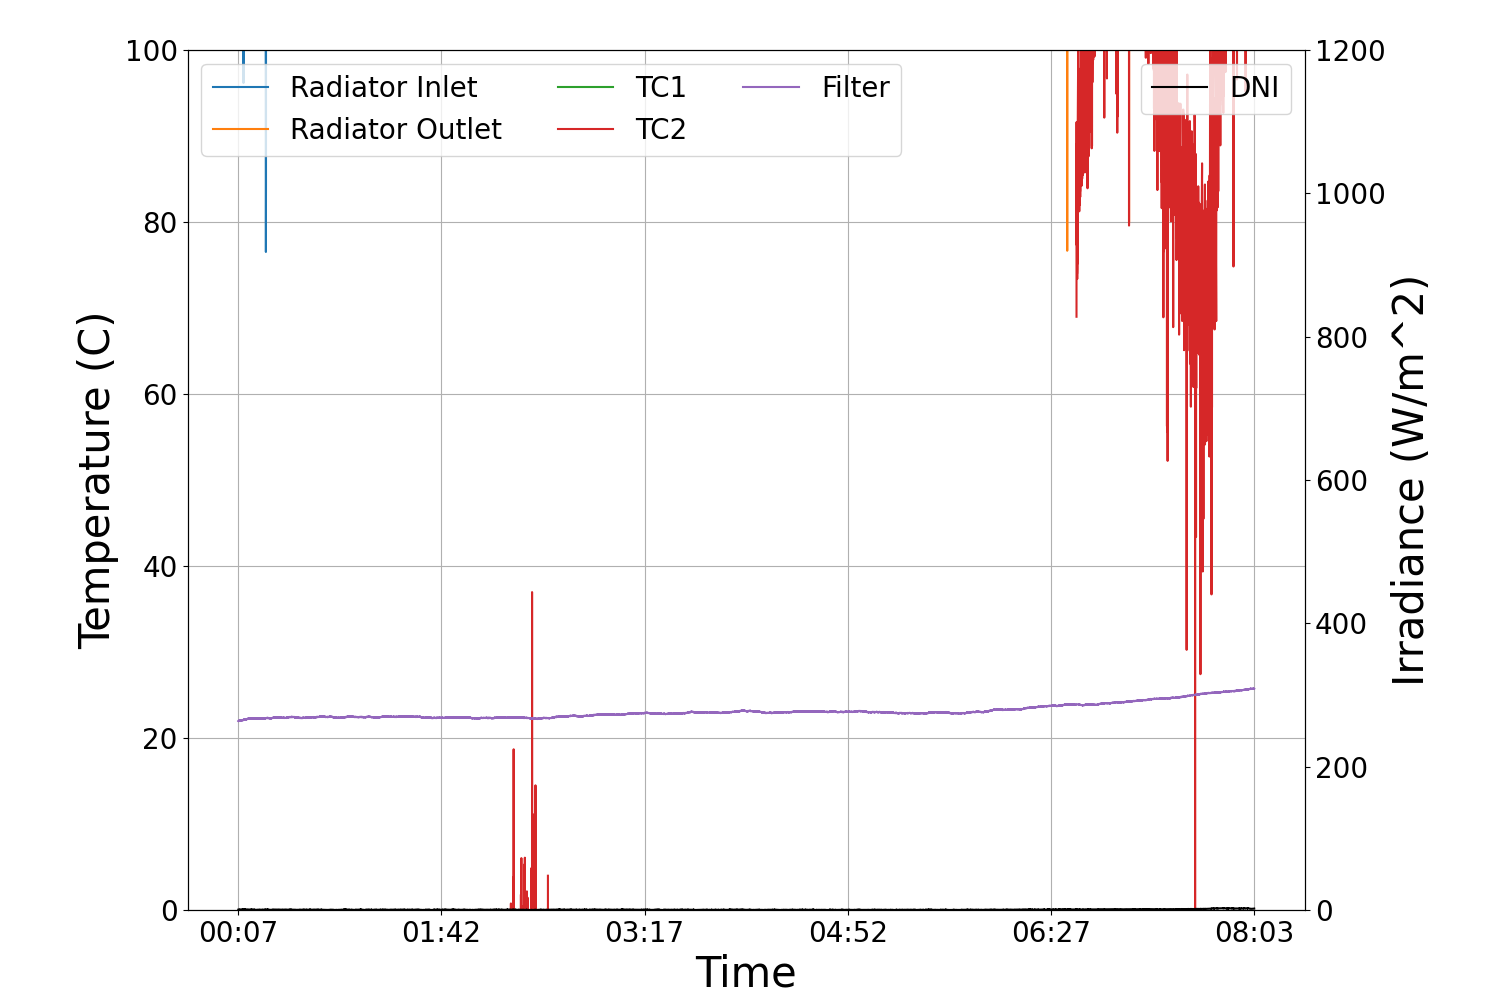 100
80
60
40
20
0
Temperature (C)
Radiator Inlet
Radiator Outlet
TC1
TC2
Filter
DNI
1200
1000
800
600
400
200
0
Irradiance (W/m^2)
00:07 01:42 03:17 04:52 06:27 08:03
Time